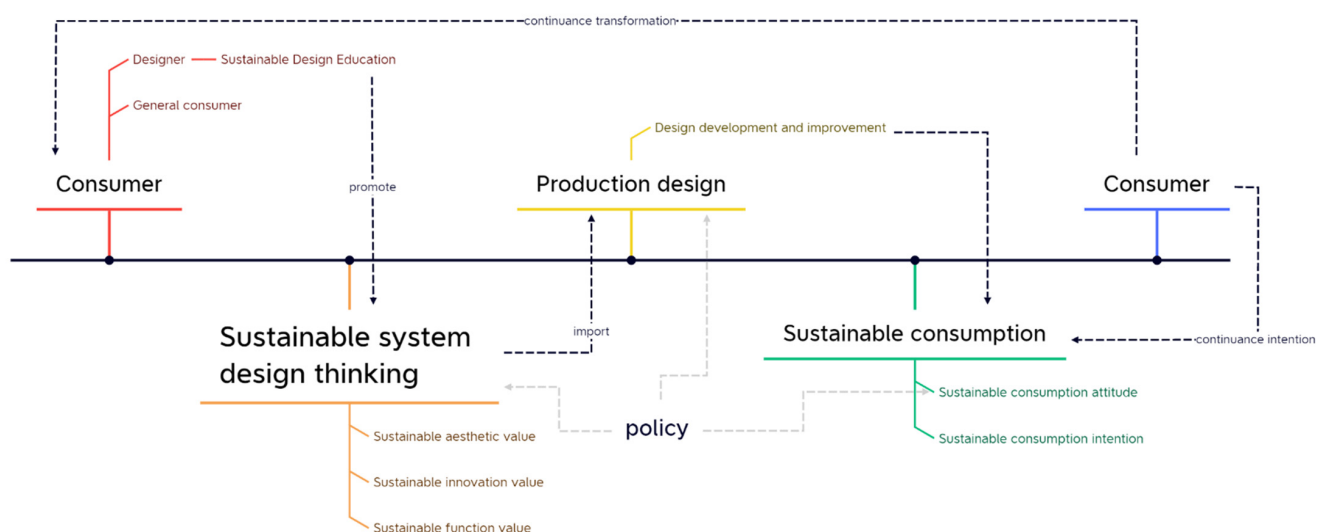 continuance transformation
Designer
Sustainable Design Education
General consumer
Design development and improvement
Consumer
promote
Production design
Consumer
Sustainable system
design thinking
import
Sustainable consumption
continuance intention
policy
Sustainable consumption attitude
Sustainable consumption intention
Sustainable aesthetic value
Sustainable innovation value
Sustainable function value